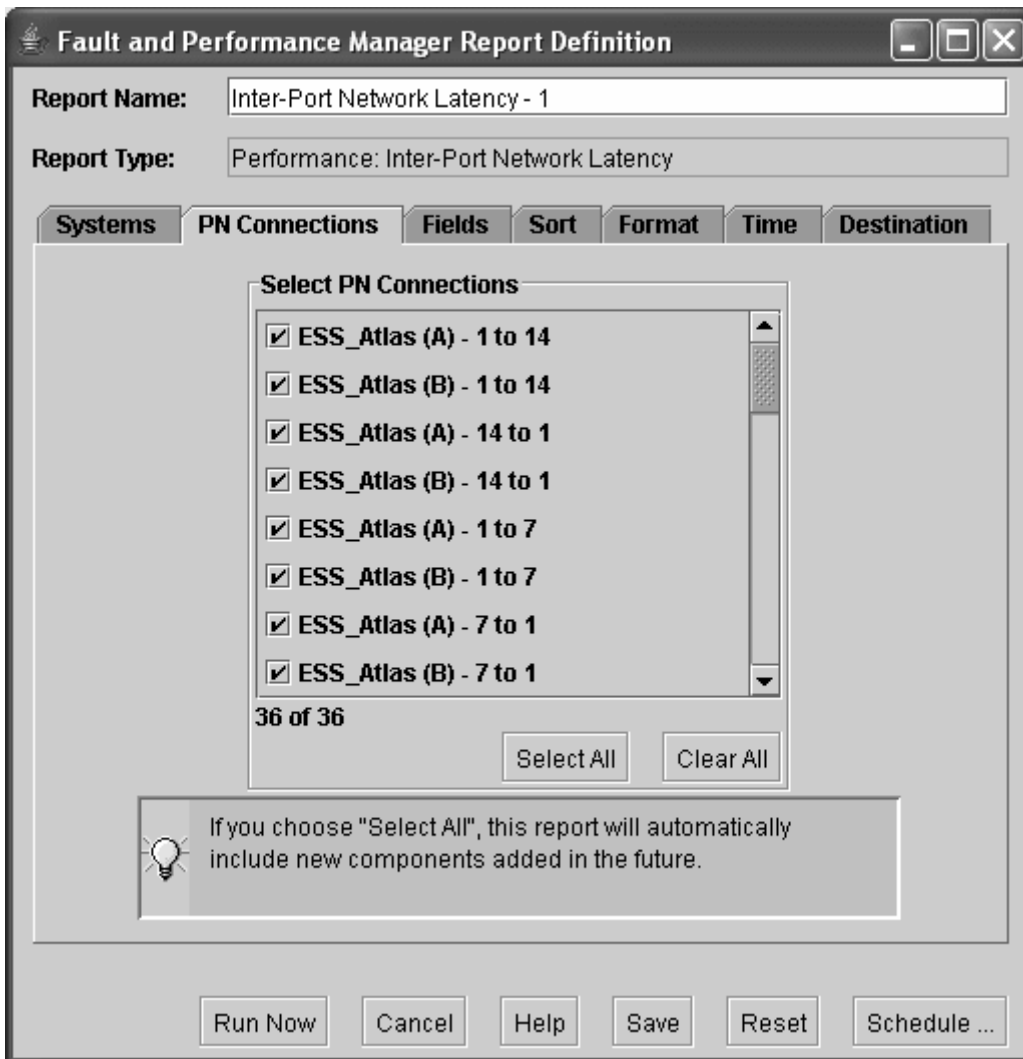 Fault and Performance Manager Report Definition
Report Name: Inter-Port Network Latency - 1
Report Type: Performance: Inter-Port Network Latency
Systems PN Connections Fields Sort Format Time Destination
Select PN Connections
ESS_Atlas (A) - 1 to 14
ESS_Atlas (B) - 1 to 14
ESS_Atlas (A) - 14 to 1
ESS_Atlas (B) - 14 to 1
ESS_Atlas (A) - 1 to 7
ESS_Atlas (B) - 1 to 7
ESS_Atlas (A) - 7 to 1
ESS_Atlas (B) - 7 to 1
36 of 36
Select All Clear All
If you choose "Select All", this report will automatically
include new components added in the future.
Run Now Cancel Help Save Reset Schedule ...